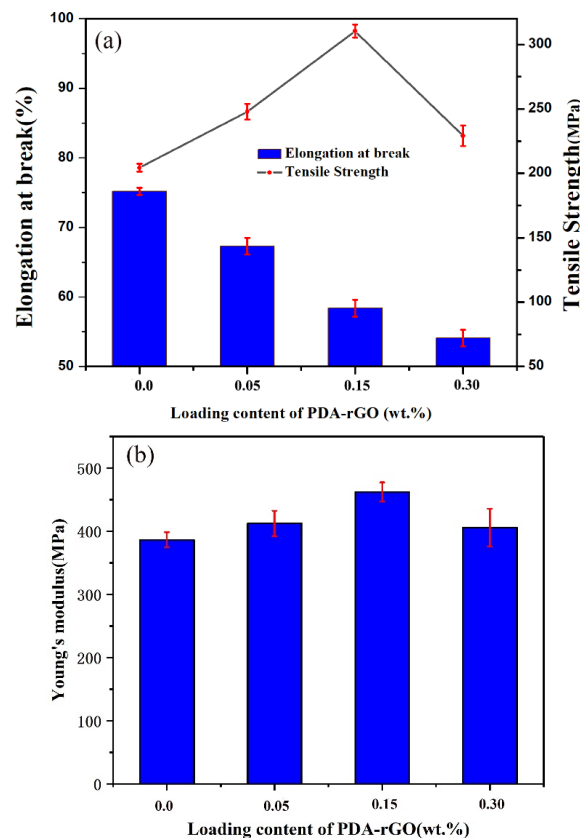 (a)
Elongation at break(%)
100
90
80
70
60
50
Elongation at break
Tensile Strength
300
250
200
150
100
50
Tensile Strength(MPa)
0.0 0.05 0.15 0.30
Loading content of PDA-rGO (wt.%)
(b)
Young's modulus(MPa)
500
400
300
200
100
0
0.0 0.05 0.15 0.30
Loading content of PDA-rGO(wt.%)